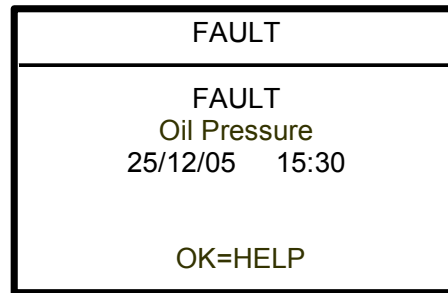 FAULT
FAULT
Oil Pressure
25/12/05 15:30
OK=HELP